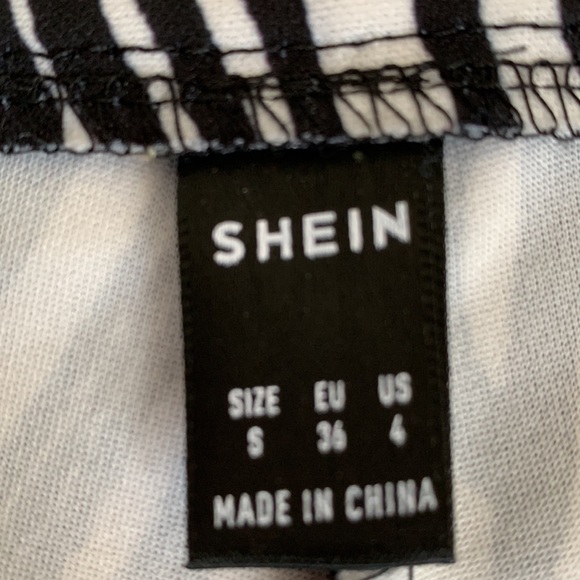 SHEIN
SIZE EU US
S 36 4
MADE IN CHINA